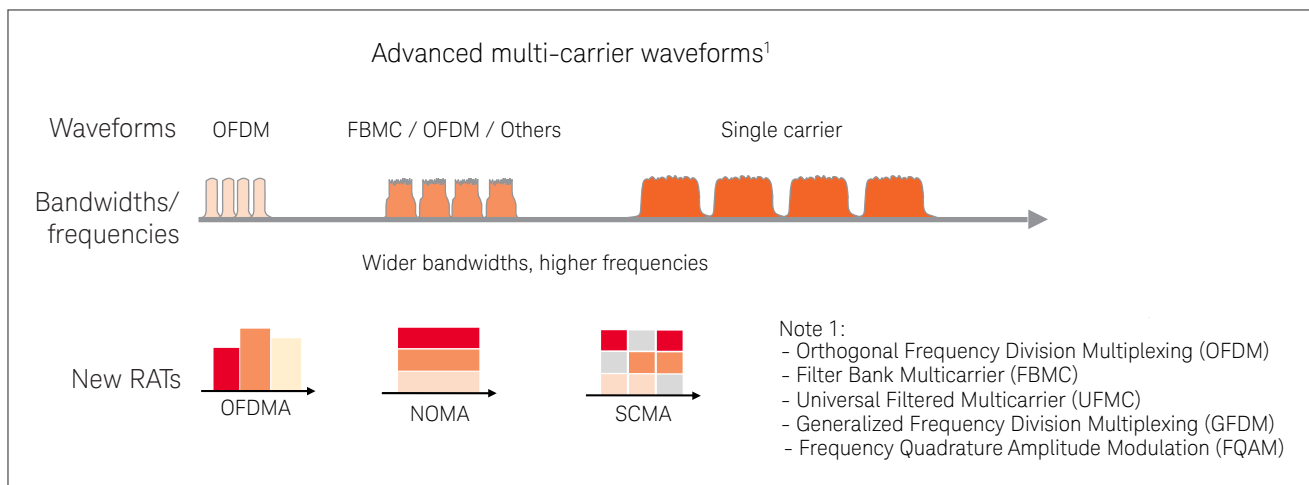 Advanced multi-carrier waveforms1
Waveforms OFDM FBMC / OFDM / Others Single carrier
Bandwidths/
frequencies
Wider bandwidths, higher frequencies
New RATs
OFDMA
NOMA
SCMA
Note 1:
- Orthogonal Frequency Division Multiplexing (OFDM)
- Filter Bank Multicarrier (FBMC)
- Universal Filtered Multicarrier (UFMC)
- Generalized Frequency Division Multiplexing (GFDM)
- Frequency Quadrature Amplitude Modulation (FQAM)